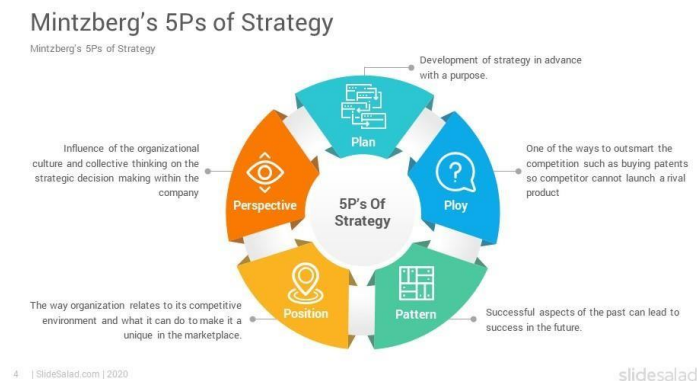 Mintzberg's 5Ps of Strategy
Mintzberg's 5Ps of Strategy
Development of strategy in advance
with a purpose.
Plan
Influence of the organizational
culture and collective thinking on the
strategic decision making within the
company
Perspective
5P's Of
Strategy
Ploy
One of the ways to outsmart the
competition such as buying patents
so competitor cannot launch a rival
product
The way organization relates to its competitive
environment and what it can do to make it a
unique in the marketplace.
Position
Pattern
Successful aspects of the past can lead to
success in the future.
4 | SlideSalad.com | 2020
slidesalad